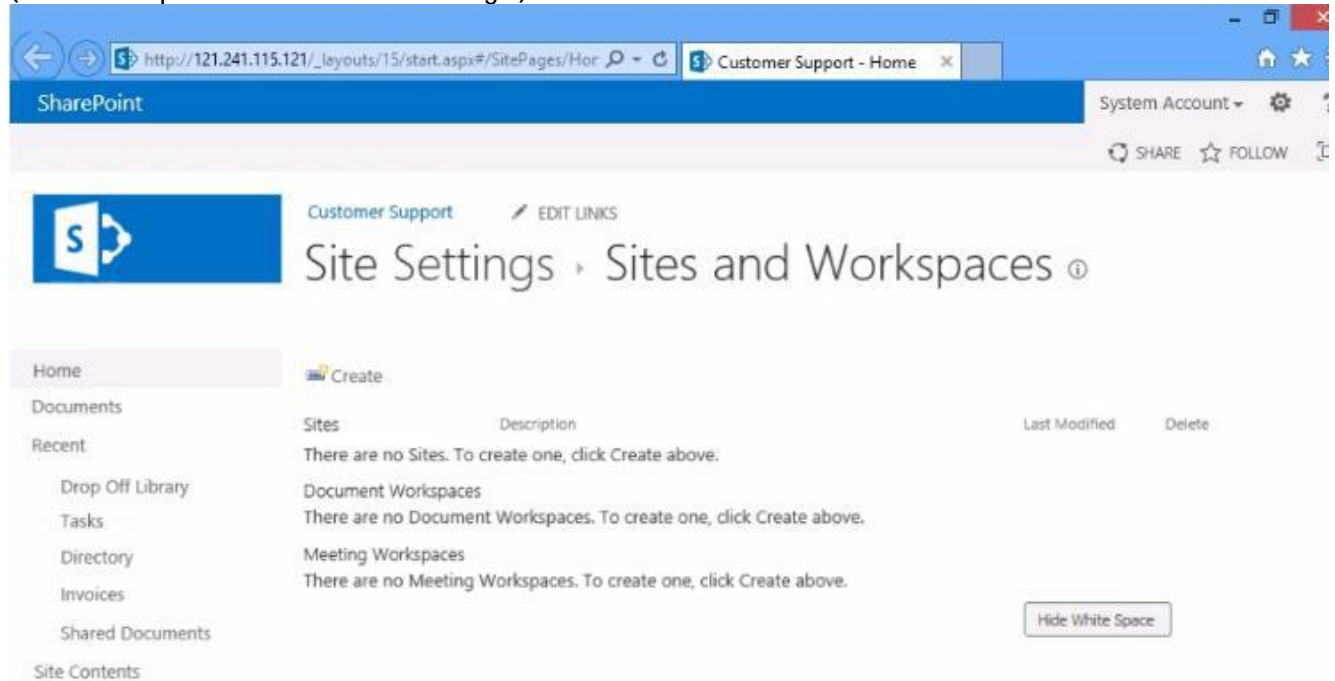 http://121.241.115.121/_layouts/15/start.aspx#/SitePages/Hor
Customer Support - Home
SharePoint
System Account
SHARE FOLLOW
S
Customer Support EDIT LINKS
Site Settings Sites and Workspaces
Home
Create
Documents
Sites Description Last Modified Delete
Recent
There are no Sites. To create one, click Create above.
Drop Off Library
Document Workspaces
Tasks
There are no Document Workspaces. To create one, click Create above.
Directory
Meeting Workspaces
There are no Meeting Workspaces. To create one, click Create above.
Invoices
Hide White Space
Shared Documents
Site Contents